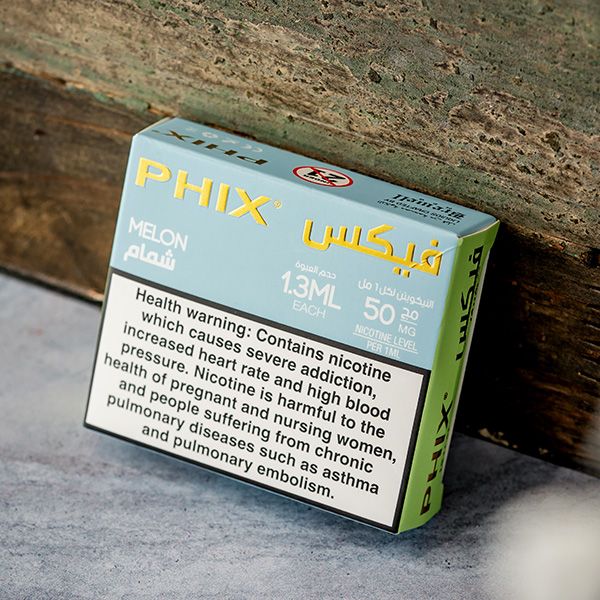 PHIX
PHIX®
فيكس
MELON
شمام
حجم العبوة
1.3ML
EACH
النيكوتين لكل 1 مل
50 مج
MG
NICOTINE LEVEL
PER 1ML
Health warning: Contains nicotine
which causes severe addiction,
increased heart rate and high blood
pressure. Nicotine is harmful to the
health of pregnant and nursing women,
and people suffering from chronic
pulmonary diseases such as asthma
and pulmonary embolism.
فيكس
PHIX®